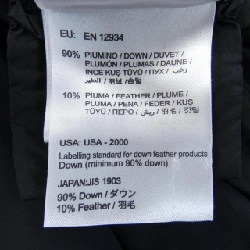 EU: EN 12934
90% PIUMINO / DOWN / DUVET /
PLUMÓN / PLUMAS / DAUNE /
İNCE KUŞ TÜYÜ / ПУХ /
10% PIUMA / FEATHER / PLUME /
PLUMA / PENA / FEDER / KUŞ
TÜYÜ / ПЕРО /
USA: USA - 2000
Labelling standard for down feather products
Down (minimum 90% down)
JAPAN:JIS 1903
90% Down / ダウン
10% Feather / 羽毛